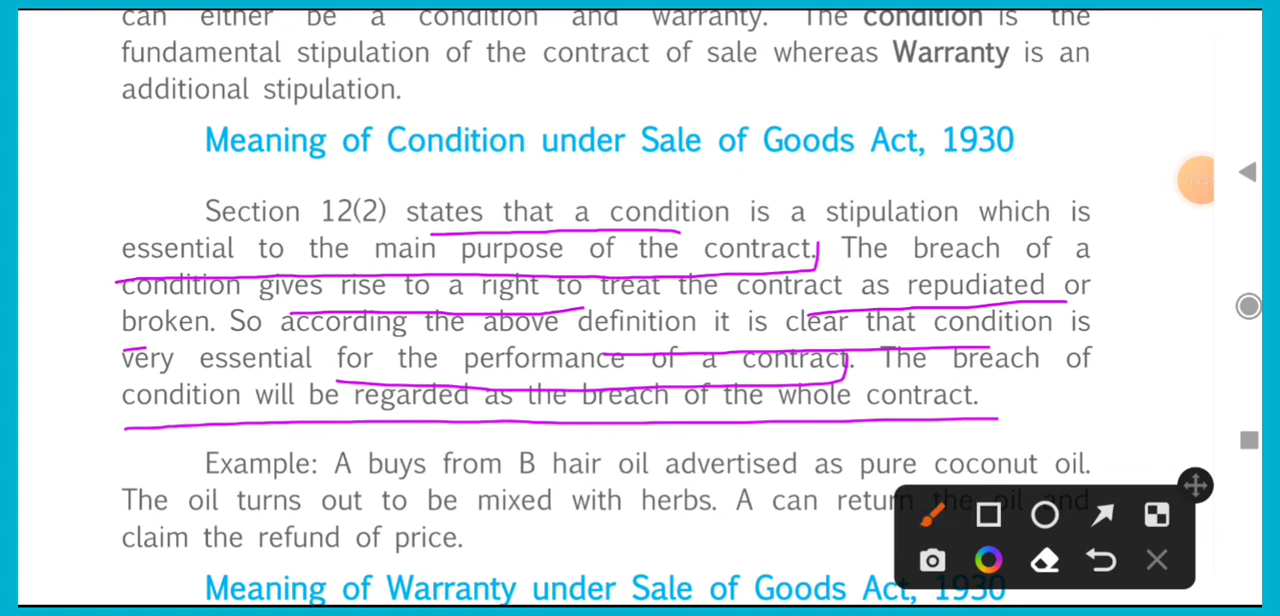 can either be a condition and warranty. The condition is the
fundamental stipulation of the contract of sale whereas Warranty is an
additional stipulation.
Meaning of Condition under Sale of Goods Act, 1930
Section 12(2) states that a condition is a stipulation which is
essential to the main purpose of the contract. The breach of a
condition gives rise to a right to treat the contract as repudiated or
broken. So according the above definition it is clear that condition is
very essential for the performance of a contract. The breach of
condition will be regarded as the breach of the whole contract.
Example: A buys from B hair oil advertised as pure coconut oil.
The oil turns out to be mixed with herbs. A can return the oil and
claim the refund of price.
Meaning of Warranty under Sale of Goods Act, 1930